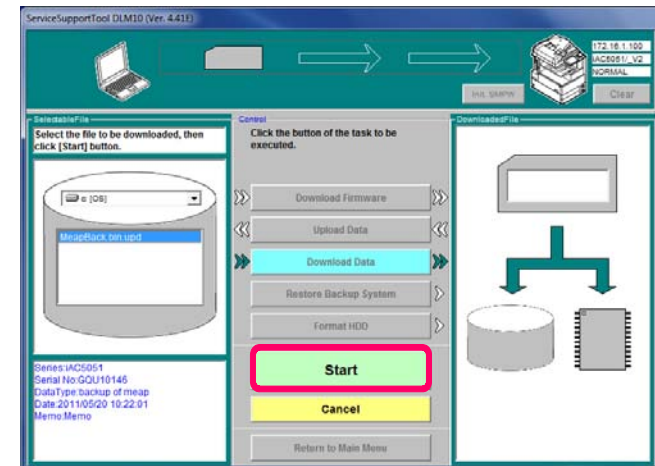 ServiceSupportTool DLM10 (Ver. 4.41E)
172.16.1.100
iAC5051/_V2
NORMAL
Clear
SelectableFile
Select the file to be downloaded, then
click [Start] button.
Control
Click the button of the task to be
executed.
DownloadedFile
c [OS]
MeapBack.bin.upd
Download Firmware
Upload Data
Download Data
Restore Backup System
Format HDD
Start
Cancel
Return to Main Menu
Series:iAC5051
Serial No:GQU10146
DataType:backup of meap
Date:2011/05/20 10:22:01
Memo:Memo